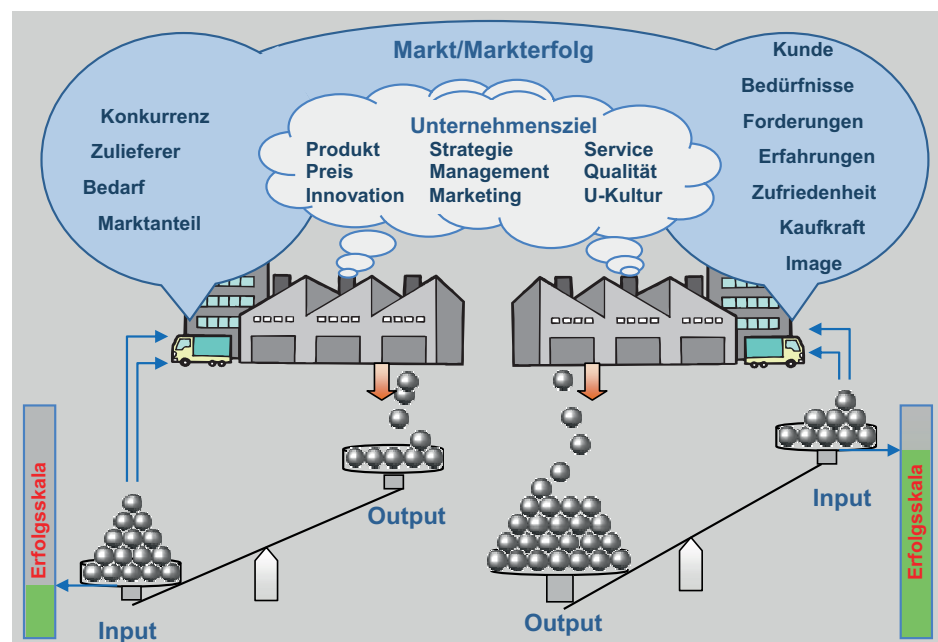 Markt/Markterfolg
Konkurrenz
Zulieferer
Bedarf
Marktanteil
Unternehmensziel
Produkt Strategie Service
Preis Management Qualität
Innovation Marketing U-Kultur
Kunde
Bedürfnisse
Forderungen
Erfahrungen
Zufriedenheit
Kaufkraft
Image
Erfolgsskala
Input
Output
Output
Input
Erfolgsskala